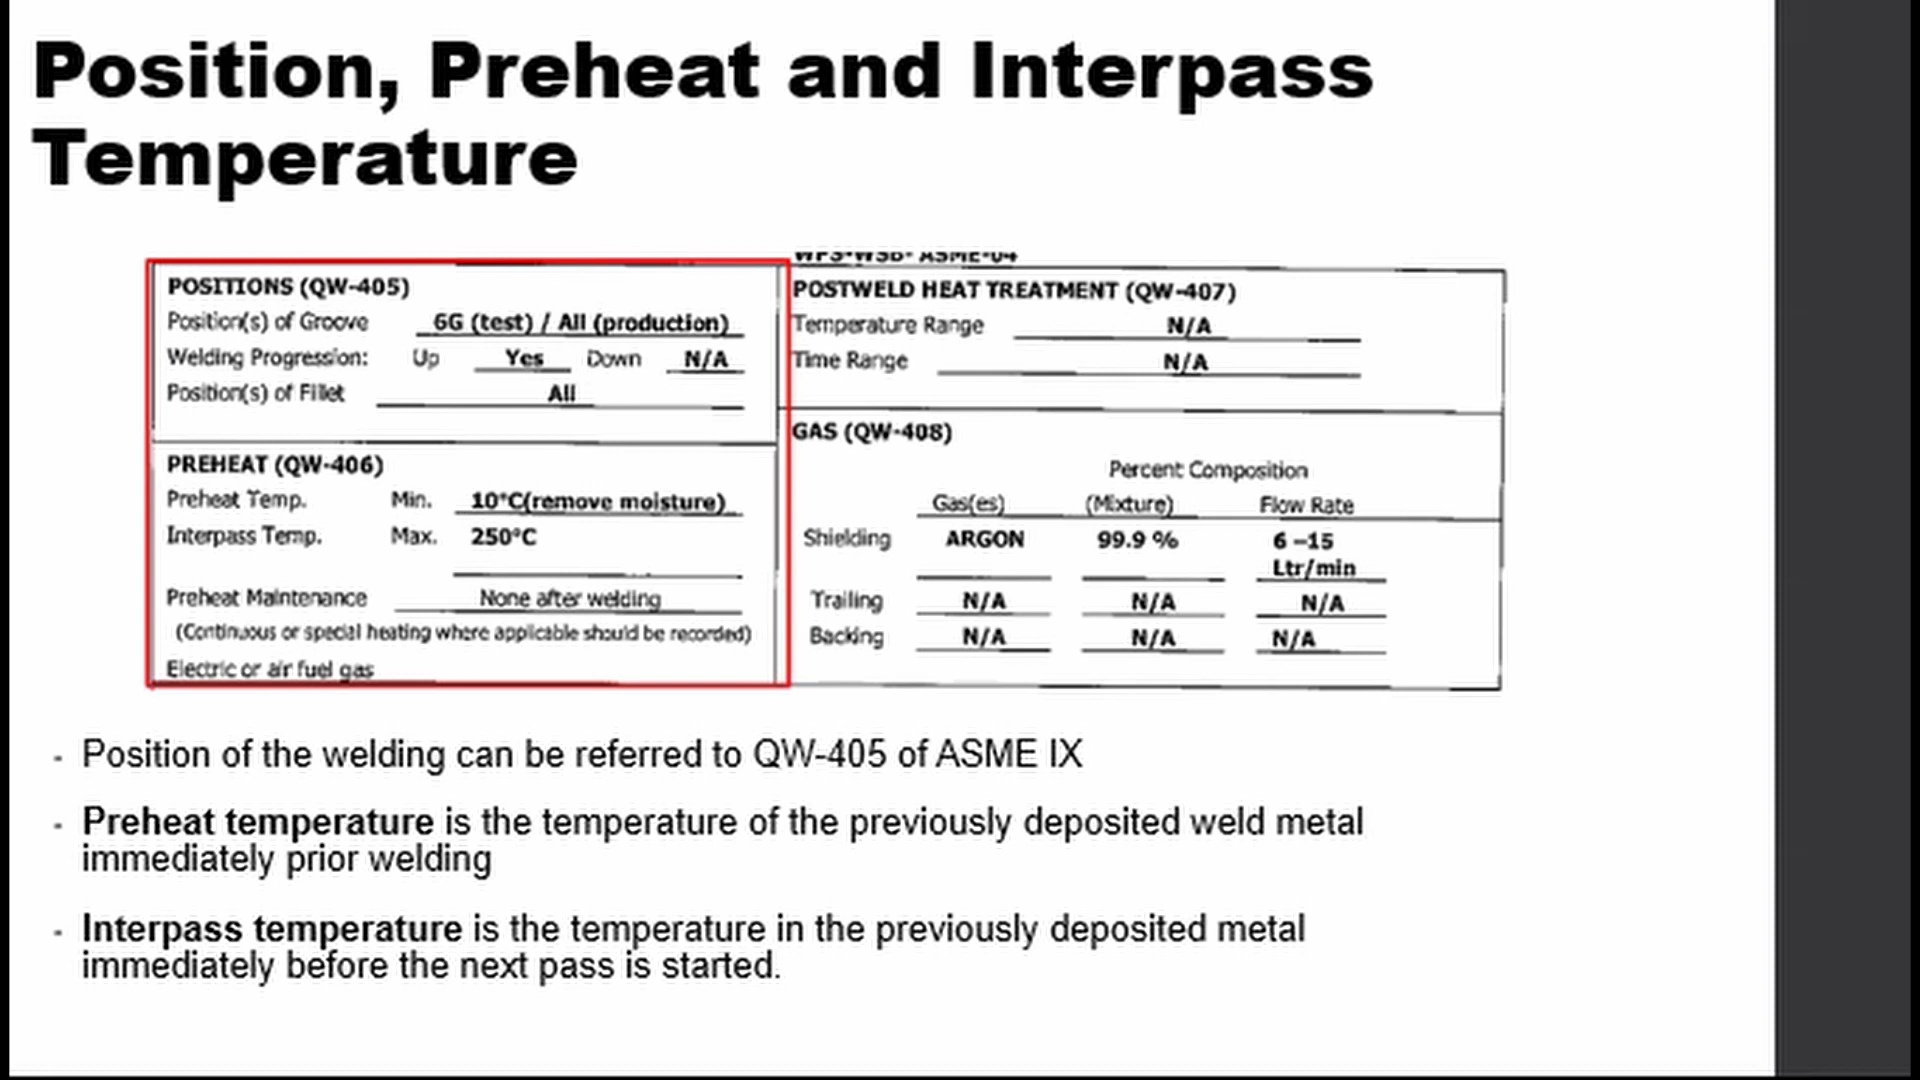 Position, Preheat and Interpass
Temperature
WPS-WSB- ASME-04
POSITIONS (QW-405)
Position(s) of Groove 6G (test) / All (production)
Welding Progression: Up Yes Down N/A
Position(s) of Fillet All
PREHEAT (QW-406)
Preheat Temp. Min. 10°C(remove moisture)
Interpass Temp. Max. 250°C
Preheat Maintenance None after welding
(Continuous or special heating where applicable should be recorded)
Electric or air fuel gas
POSTWELD HEAT TREATMENT (QW-407)
Temperature Range N/A
Time Range N/A
GAS (QW-408)
Percent Composition
Gas(es) (Mixture) Flow Rate
Shielding ARGON 99.9 % 6 –15
Ltr/min
Trailing N/A N/A N/A
Backing N/A N/A N/A
- Position of the welding can be referred to QW-405 of ASME IX
- Preheat temperature is the temperature of the previously deposited weld metal
immediately prior welding
- Interpass temperature is the temperature in the previously deposited metal
immediately before the next pass is started.